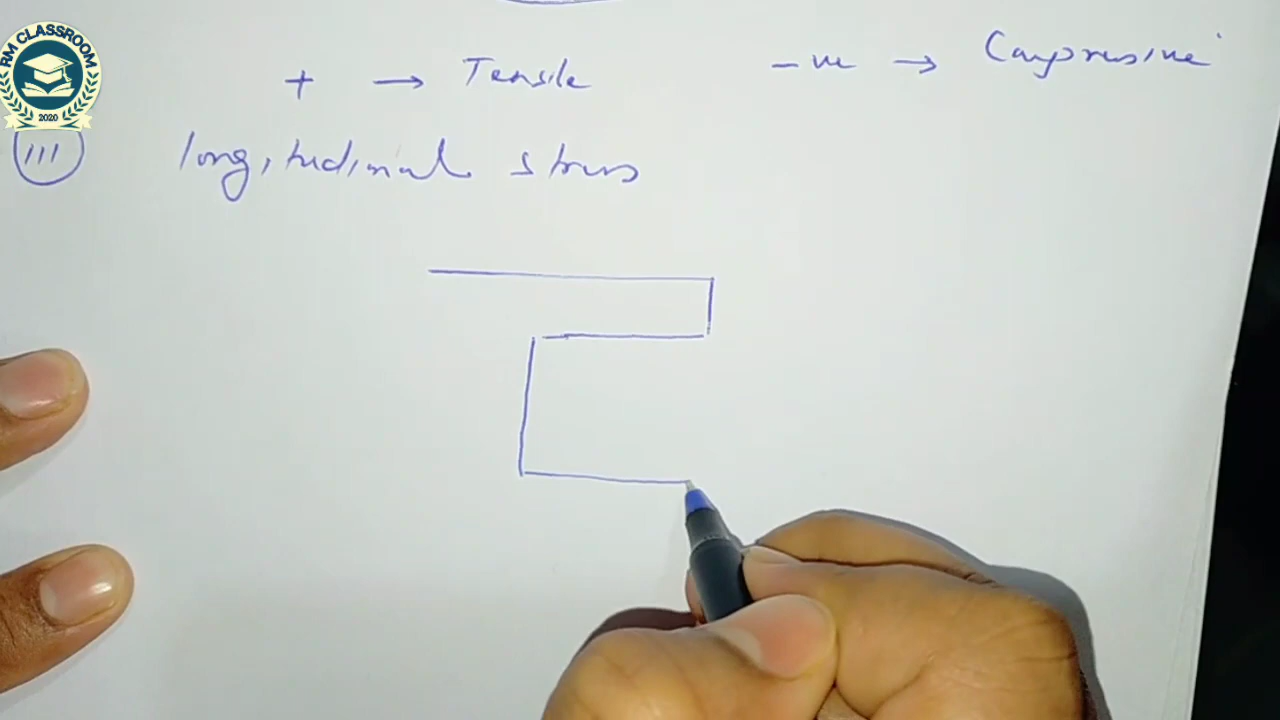 RM CLASSROOM
2020
+ → Tensile -ve → Compressive
(III) longitudinal stress